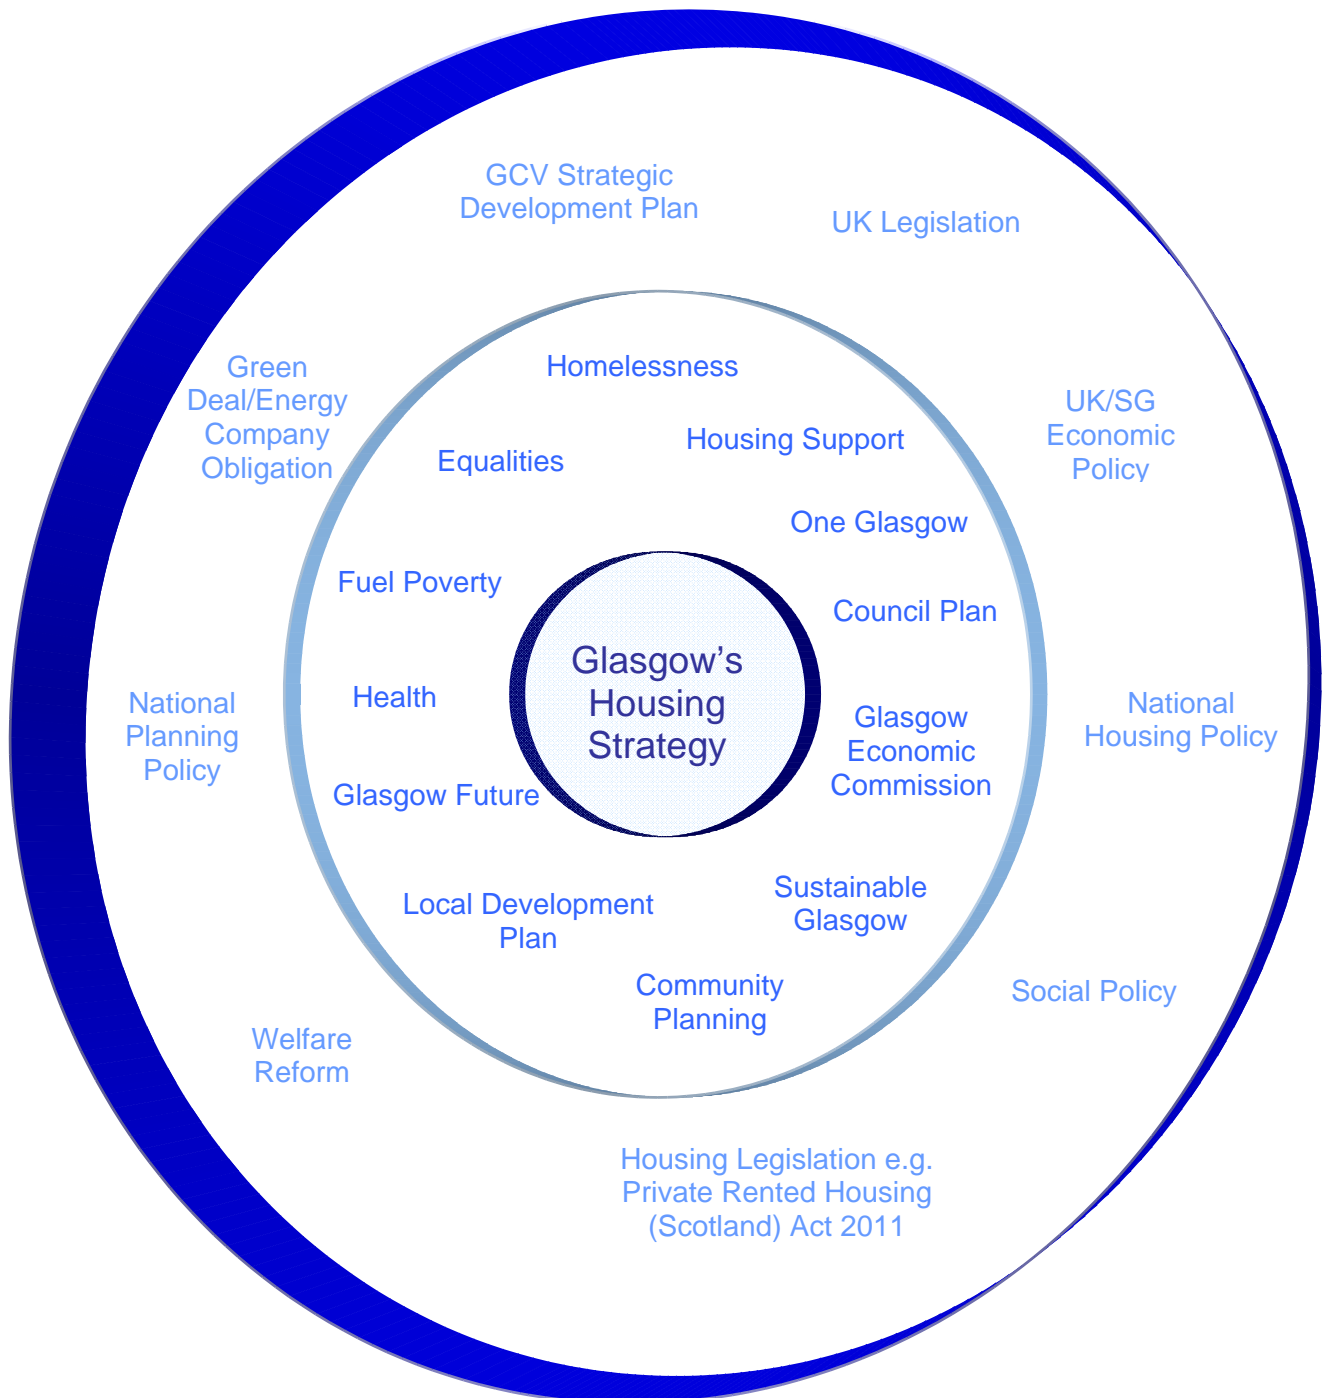 GCV Strategic
Development Plan
UK Legislation
Green
Deal/Energy
Company
Obligation
UK/SG
Economic
Policy
Homelessness
Housing Support
Equalities
One Glasgow
Fuel Poverty
Council Plan
Glasgow’s
Housing
Strategy
Health
Glasgow
Economic
Commission
National
Planning
Policy
National
Housing Policy
Glasgow Future
Sustainable
Glasgow
Local Development
Plan
Community
Planning
Social Policy
Welfare
Reform
Housing Legislation e.g.
Private Rented Housing
(Scotland) Act 2011